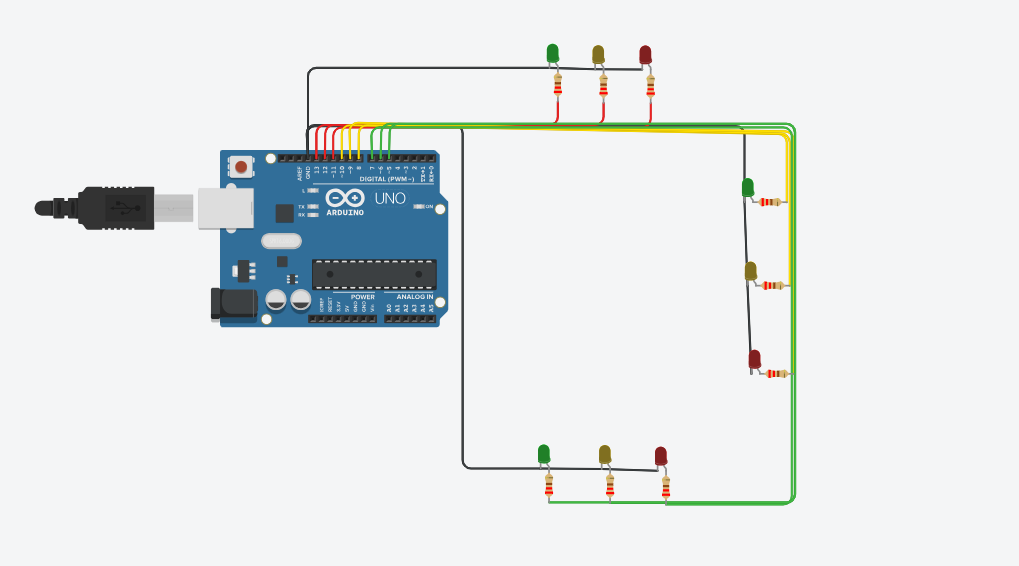 AREF
GND
13
12
~11
~10
~9
7
~6
~5
4
~3
2
TX→1
RX←0
DIGITAL (PWM~)
L
TX
RX
UNO
ARDUINO
ON
POWER
ANALOG IN
IOREF
RESET
3.3V
5V
GND
GND
Vin
A0
A1
A2
A3
A4
A5